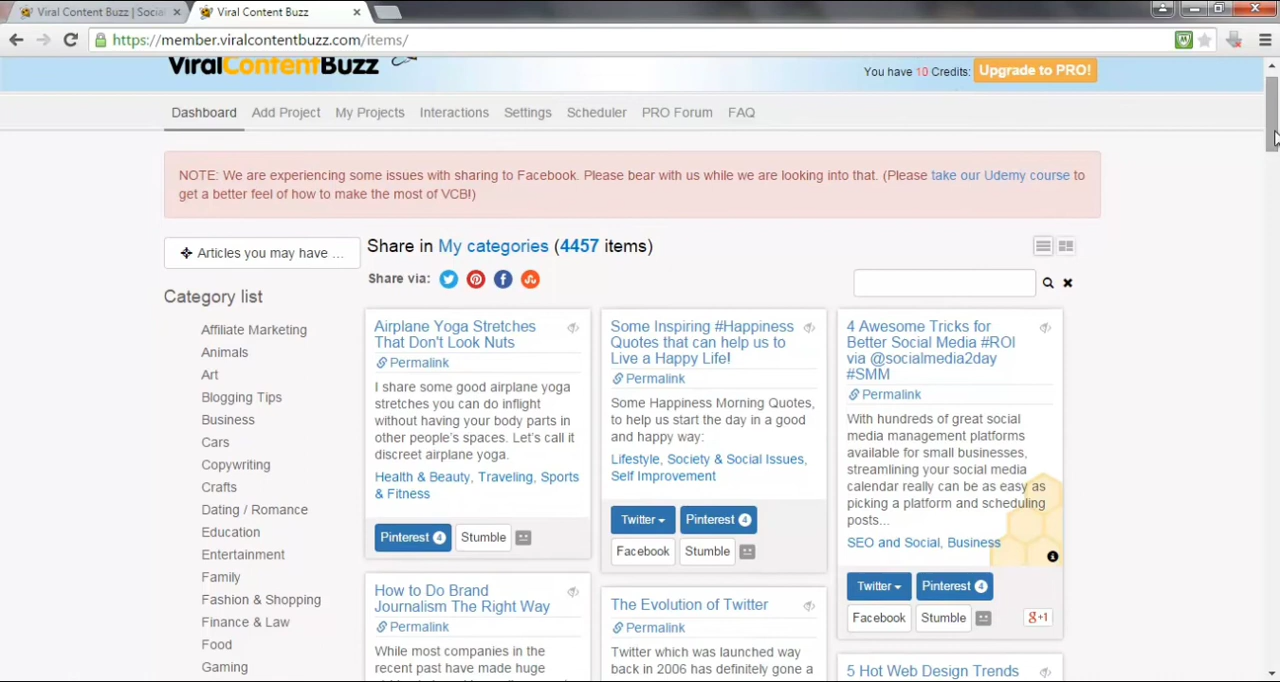 Viral Content Buzz | Social
Viral Content Buzz
https://member.viralcontentbuzz.com/items/
ViralContentBuzz
You have 10 Credits: Upgrade to PRO!
Dashboard Add Project My Projects Interactions Settings Scheduler PRO Forum FAQ
NOTE: We are experiencing some issues with sharing to Facebook. Please bear with us while we are looking into that. (Please take our Udemy course to
get a better feel of how to make the most of VCB!)
Articles you may have ...
Share in My categories (4457 items)
Share via:
Category list
Affiliate Marketing
Animals
Art
Blogging Tips
Business
Cars
Copywriting
Crafts
Dating / Romance
Education
Entertainment
Family
Fashion & Shopping
Finance & Law
Food
Gaming
Airplane Yoga Stretches
That Don't Look Nuts
Permalink
I share some good airplane yoga
stretches you can do inflight
without having your body parts in
other people's spaces. Let's call it
discreet airplane yoga.
Health & Beauty, Traveling, Sports
& Fitness
Pinterest 4 Stumble
Some Inspiring #Happiness
Quotes that can help us to
Live a Happy Life!
Permalink
Some Happiness Morning Quotes,
to help us start the day in a good
and happy way:
Lifestyle, Society & Social Issues,
Self Improvement
Twitter Pinterest 4
Facebook Stumble
4 Awesome Tricks for
Better Social Media #ROI
via @socialmedia2day
#SMM
Permalink
With hundreds of great social
media management platforms
available for small businesses,
streamlining your social media
calendar really can be as easy as
picking a platform and scheduling
posts...
SEO and Social, Business
Twitter Pinterest 4
Facebook Stumble g+1
How to Do Brand
Journalism The Right Way
Permalink
While most companies in the
recent past have made huge
The Evolution of Twitter
Permalink
Twitter which was launched way
back in 2006 has definitely gone a
5 Hot Web Design Trends